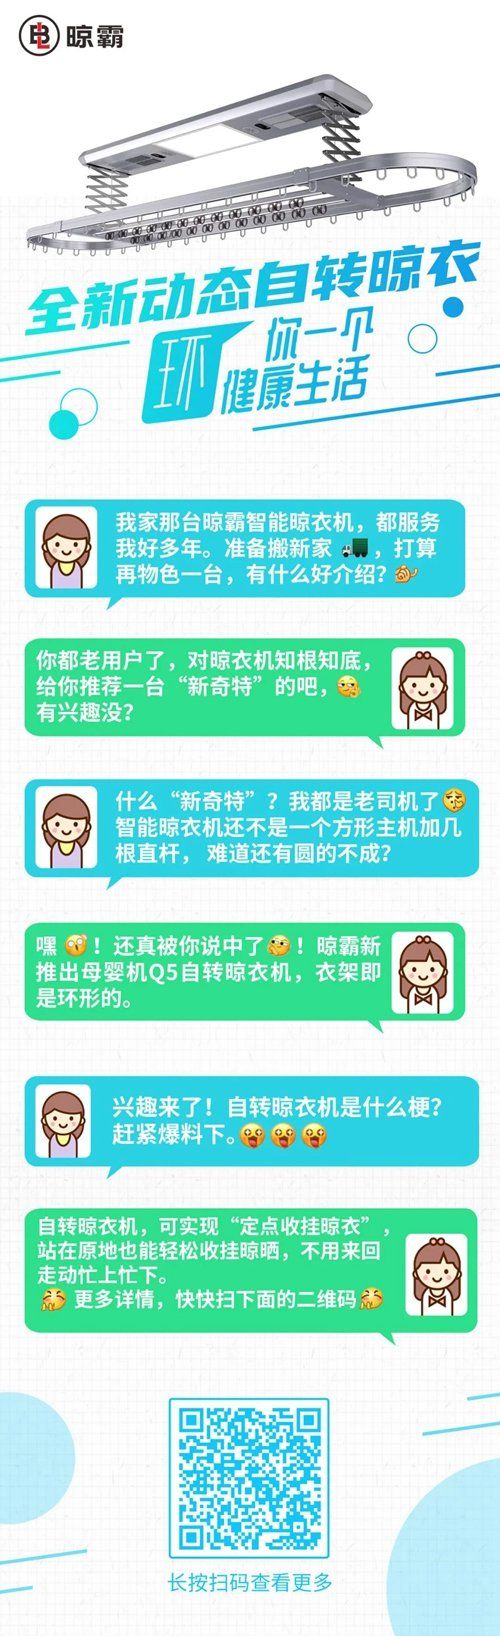 BL 晾霸
全新动态自转晾衣
环 你一个
健康生活
我家那台晾霸智能晾衣机，都服务
我好多年。准备搬新家🚛，打算
再物色一台，有什么好介绍？
你都老用户了，对晾衣机知根知底，
给你推荐一台“新奇特”的吧，
有兴趣没？
什么“新奇特”？我都是老司机了
智能晾衣机还不是一个方形主机加几
根直杆， 难道还有圆的不成？
嘿！还真被你说中了！晾霸新
推出母婴机Q5自转晾衣机，衣架即
是环形的。
兴趣来了！自转晾衣机是什么梗？
赶紧爆料下。
自转晾衣机，可实现“定点收挂晾衣”，
站在原地也能轻松收挂晾晒，不用来回
走动忙上忙下。
更多详情，快快扫下面的二维码
长按扫码查看更多